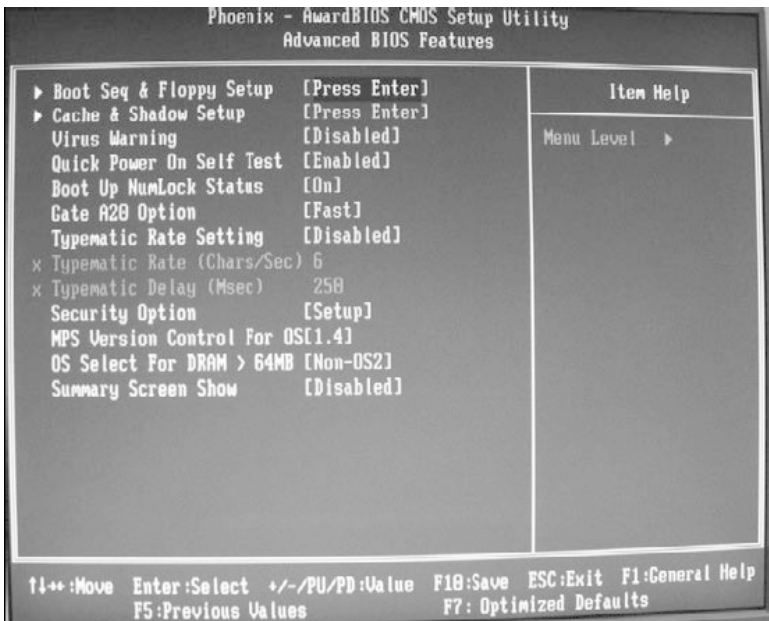 Phoenix - AwardBIOS CMOS Setup Utility
Advanced BIOS Features
Boot Seq & Floppy Setup [Press Enter]
Cache & Shadow Setup [Press Enter]
Virus Warning [Disabled]
Quick Power On Self Test [Enabled]
Boot Up NumLock Status [On]
Gate A20 Option [Fast]
Typematic Rate Setting [Disabled]
x Typematic Rate (Chars/Sec) 6
x Typematic Delay (Msec) 250
Security Option [Setup]
MPS Version Control For OS[1.4]
OS Select For DRAM > 64MB [Non-OS2]
Summary Screen Show [Disabled]
Item Help
Menu Level
↑↓→←:Move Enter:Select +/-/PU/PD:Value F10:Save ESC:Exit F1:General Help
F5:Previous Values F7: Optimized Defaults